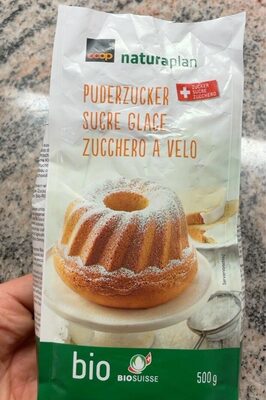 coop naturaplan
PUDERZUCKER
SUCRE GLACE
ZUCCHERO A VELO
ZUCKER
SUCRE
ZUCCHERO
bio
BIOSUISSE
500g